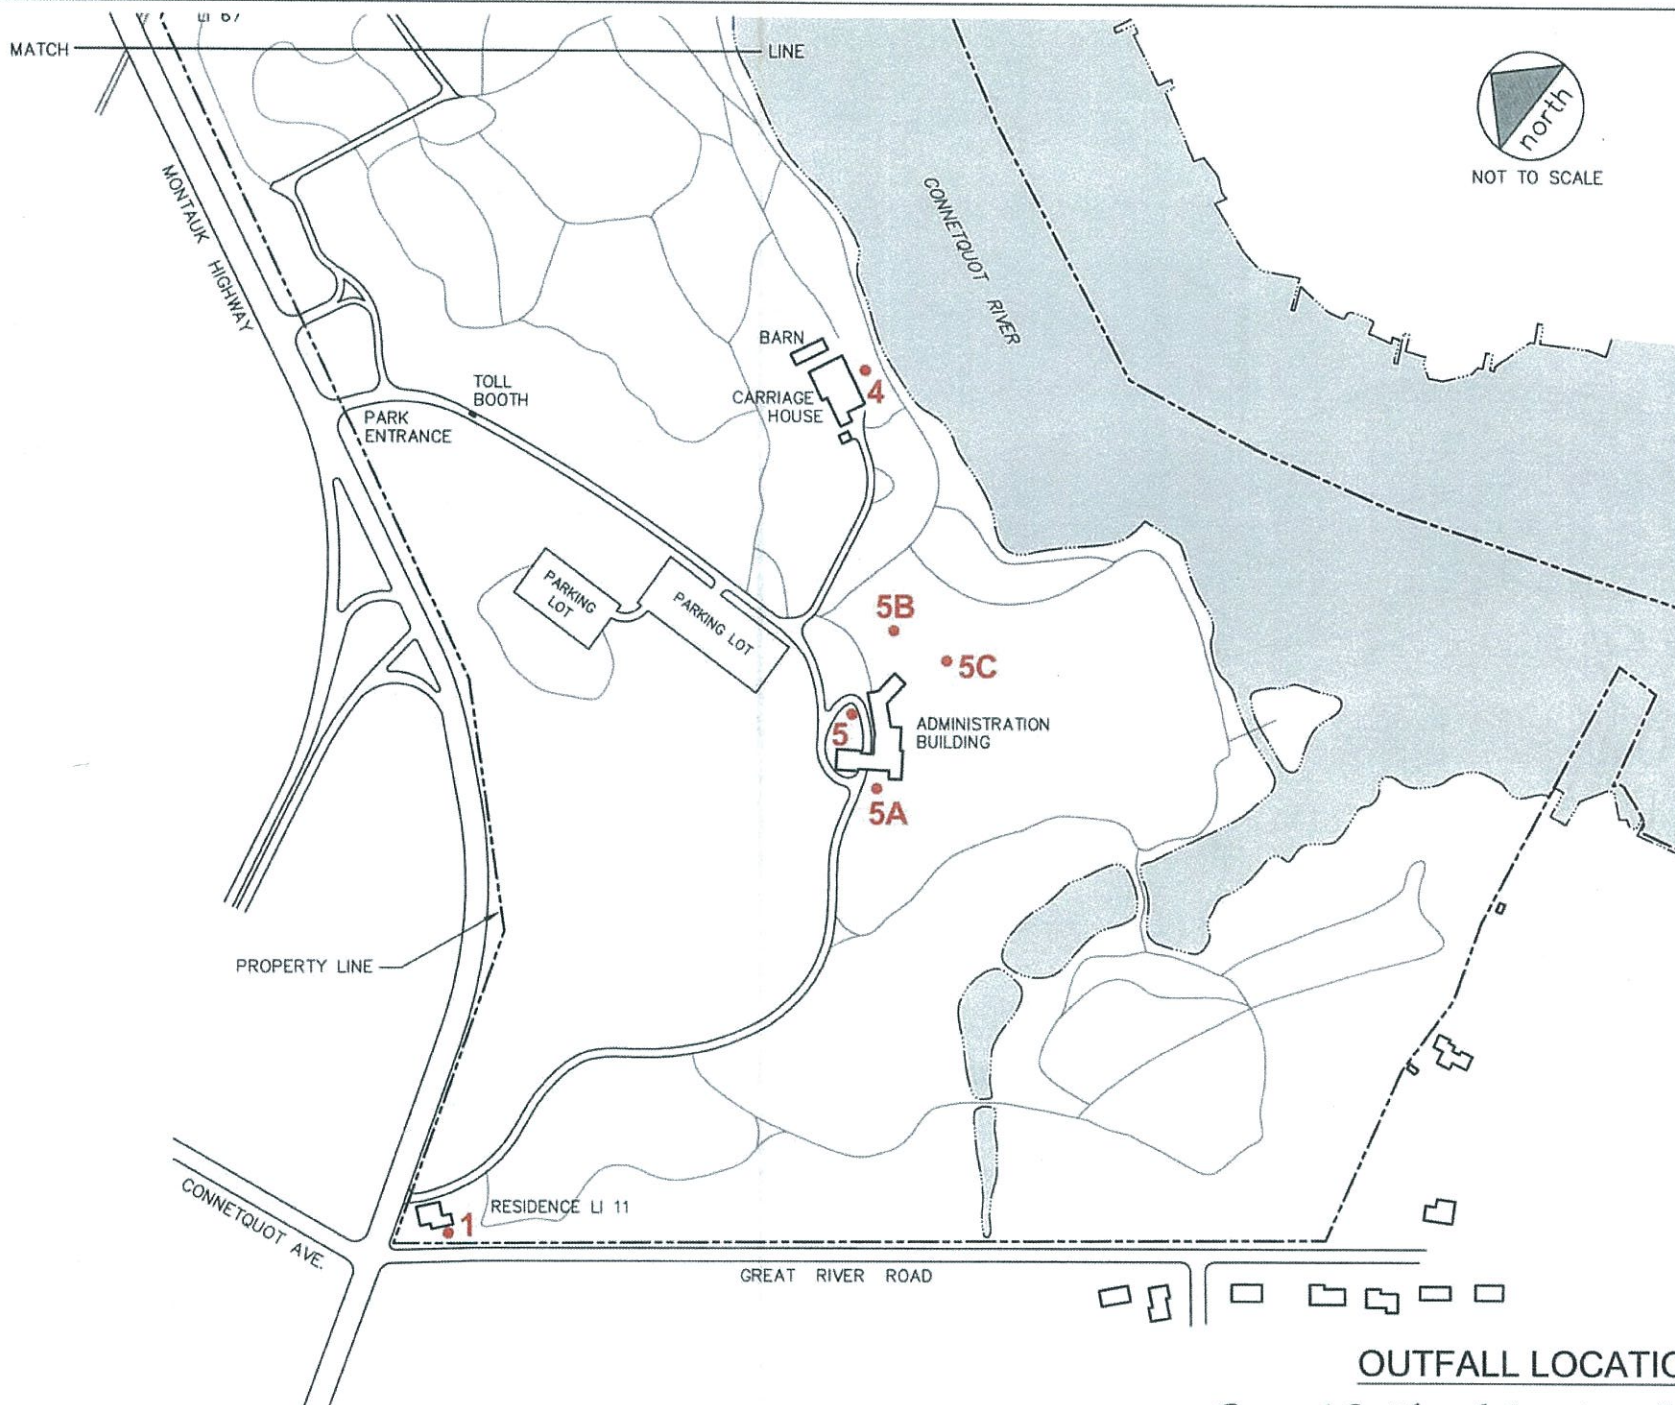 LI 67
MATCH
LINE
north
NOT TO SCALE
MONTAUK HIGHWAY
CONNETQUOT RIVER
BARN
4
CARRIAGE
HOUSE
TOLL
BOOTH
PARK
ENTRANCE
PARKING
LOT
PARKING LOT
5B
5C
5
ADMINISTRATION
BUILDING
5A
PROPERTY LINE
CONNETQUOT AVE.
RESIDENCE LI 11
1
GREAT RIVER ROAD
OUTFALL LOCATIO